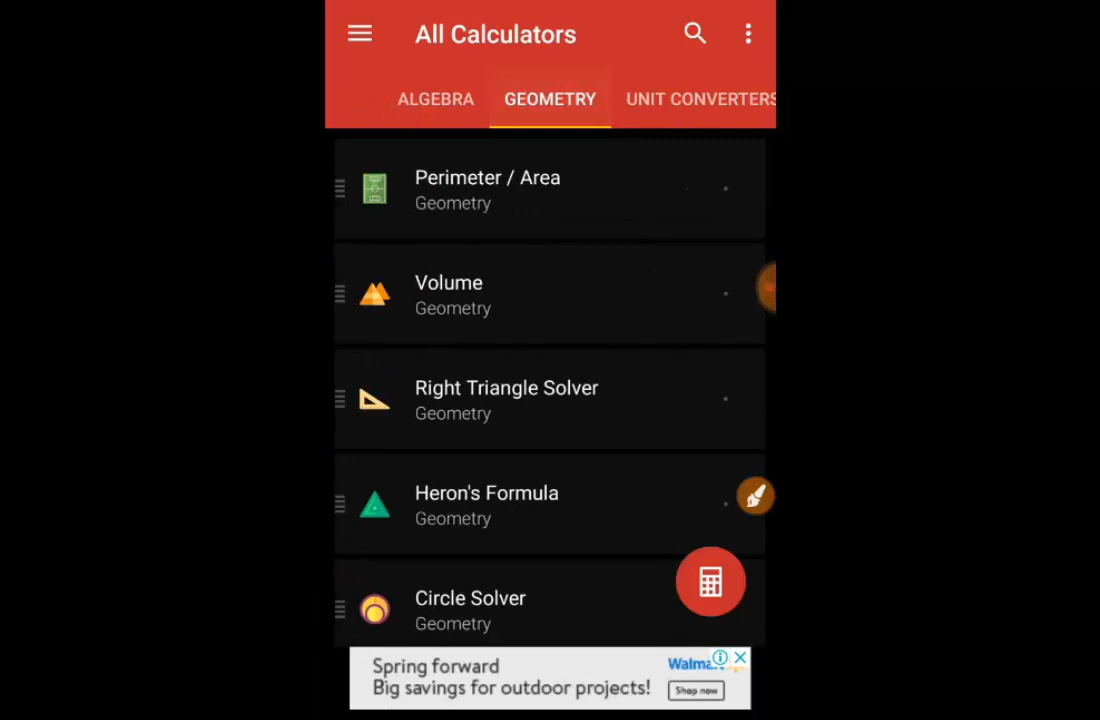 All Calculators
ALGEBRA GEOMETRY UNIT CONVERTERS
Perimeter / Area
Geometry
Volume
Geometry
Right Triangle Solver
Geometry
Heron's Formula
Geometry
Circle Solver
Geometry
Spring forward
Big savings for outdoor projects!
Walmart
Shop now